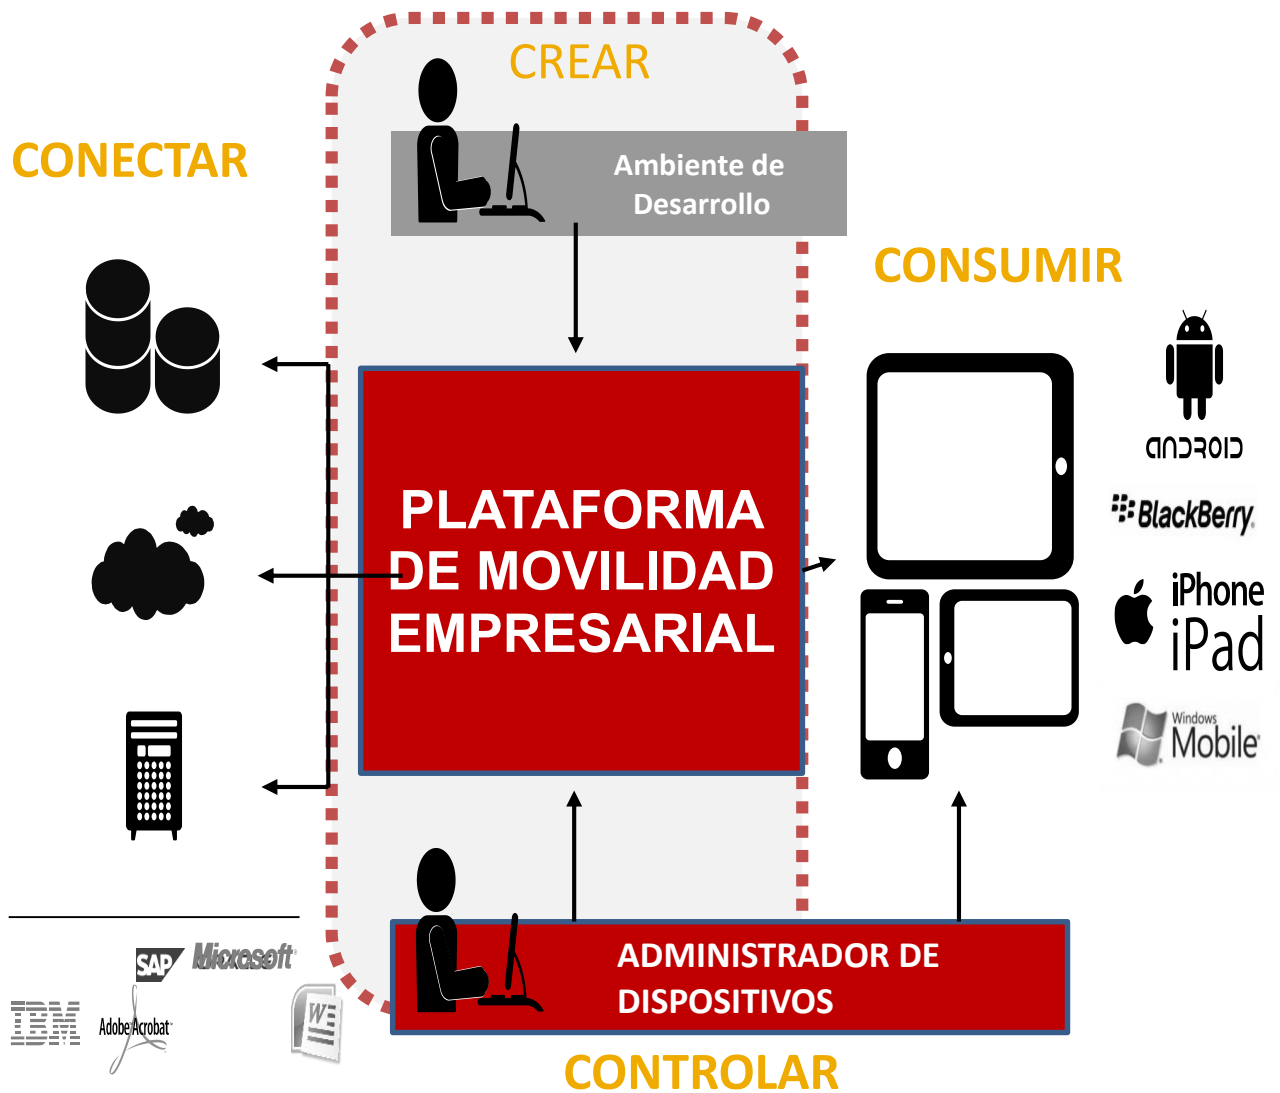 CREAR
CONECTAR
Ambiente de
Desarrollo
CONSUMIR
ANDROID
BlackBerry
PLATAFORMA
DE MOVILIDAD
EMPRESARIAL
iPhone
iPad
Windows
Mobile
SAP
Microsoft
IBM
Adobe Acrobat
W
ADMINISTRADOR DE
DISPOSITIVOS
CONTROLAR